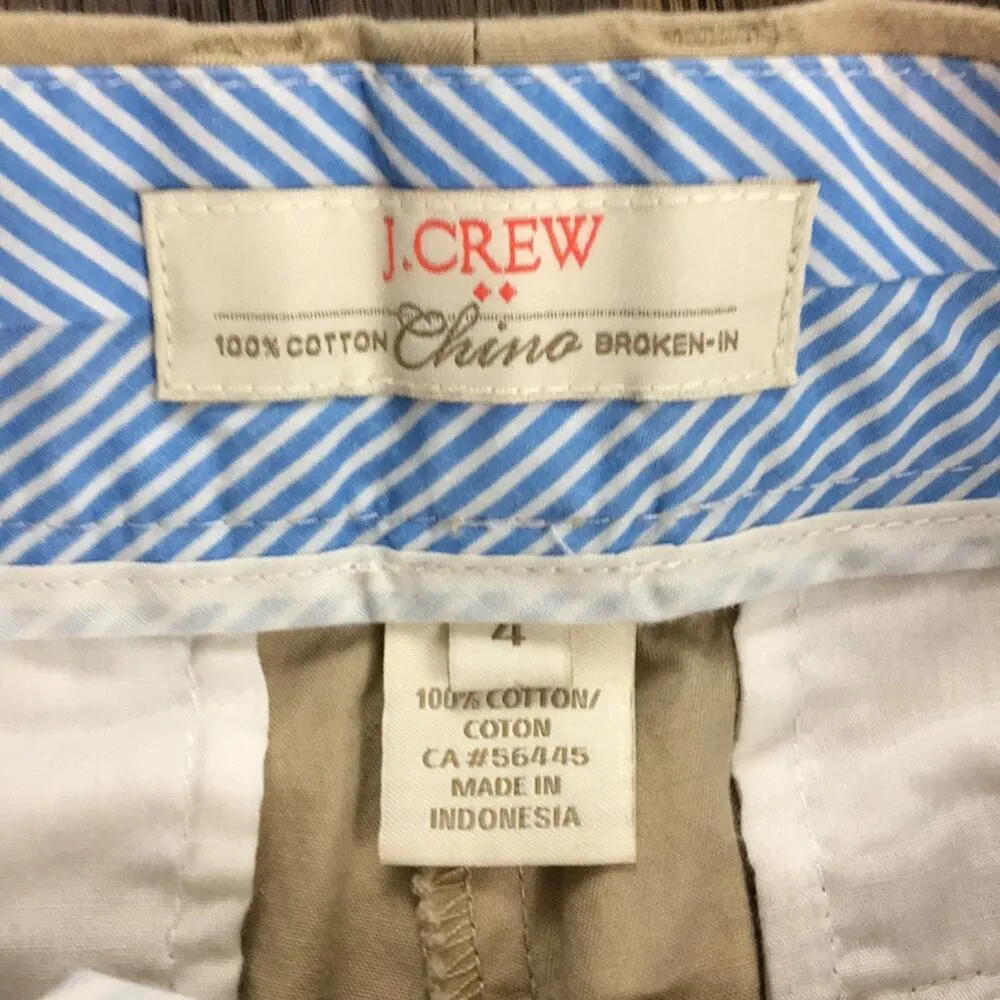 J.CREW
100% COTTON Chino BROKEN-IN
4
100% COTTON/
COTON
CA #56445
MADE IN
INDONESIA